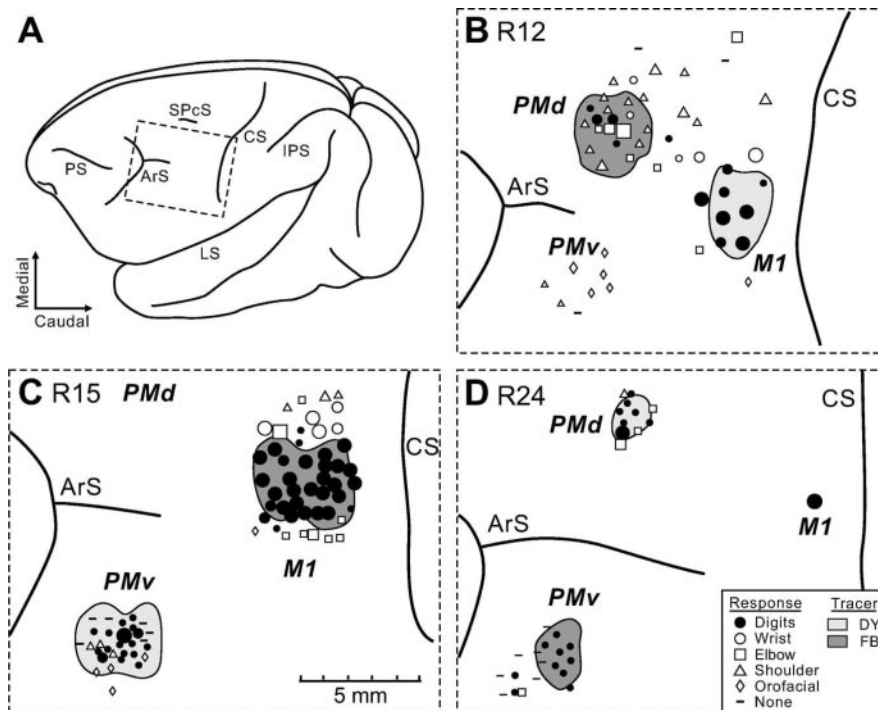 A
SPcS
CS
IPS
PS
ArS
LS
Medial
Caudal
B R12
PMd
CS
ArS
PMv
M1
C R15
PMd
CS
ArS
M1
PMv
5 mm
D R24
CS
PMd
ArS
M1
PMv
Response Tracer
Digits DY
Wrist FB
Elbow
Shoulder
Orofacial
None